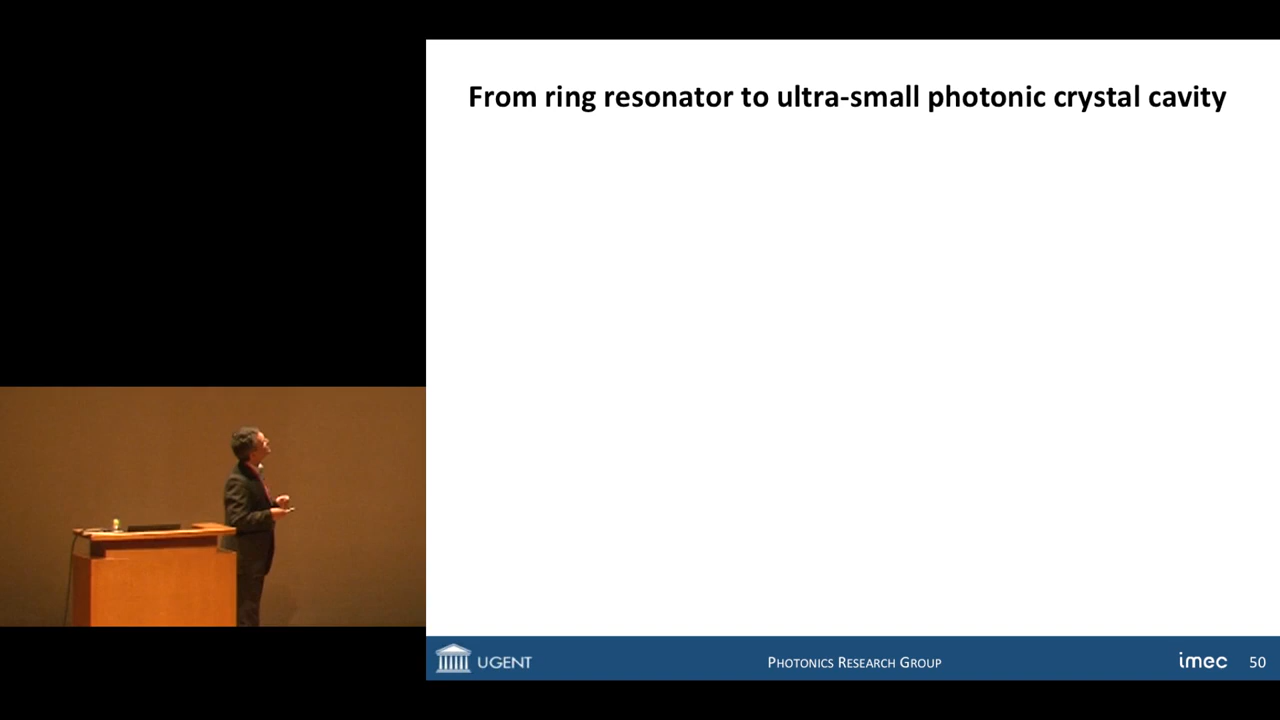 From ring resonator to ultra-small photonic crystal cavity
UGENT
PHOTONICS RESEARCH GROUP
imec
50